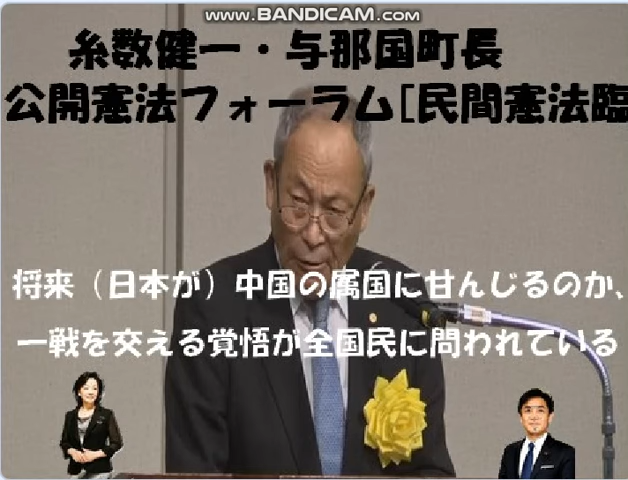 www.BANDICAM.com
糸数健一・与那国町長
公開憲法フォーラム[民間憲法臨
将来（日本が）中国の属国に甘んじるのか、
一戦を交える覚悟が全国民に問われている